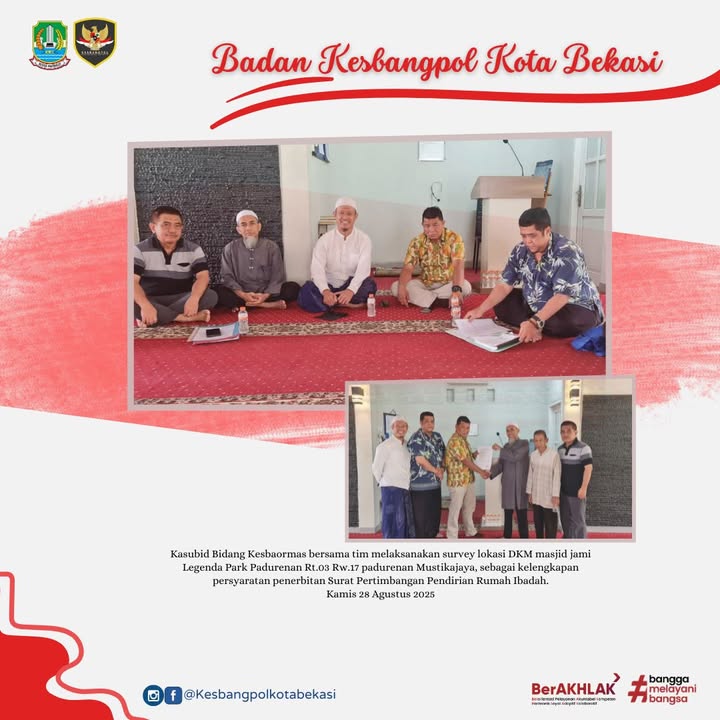 Badan Kesbangpol Kota Bekasi
Kasubid Bidang Kesbaormas bersama tim melaksanakan survey lokasi DKM masjid jami
Legenda Park Padurenan Rt.03 Rw.17 padurenan Mustikajaya, sebagai kelengkapan
persyaratan penerbitan Surat Pertimbangan Pendirian Rumah Ibadah.
Kamis 28 Agustus 2025
@Kesbangpolkotabekasi
BerAKHLAK
#bangga
melayani
bangsa